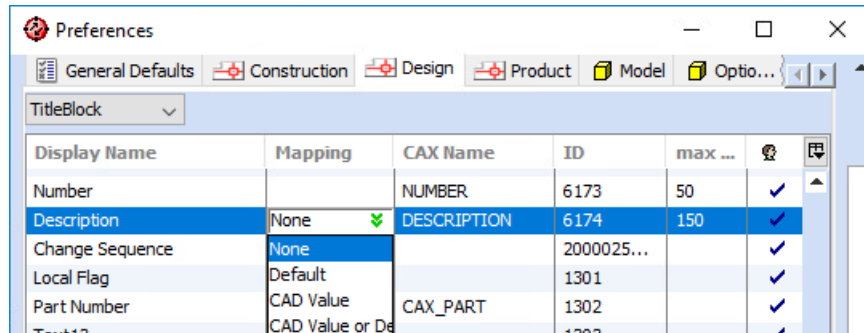 Preferences
General Defaults Construction Design Product Model Optio...
TitleBlock
Display Name Mapping CAX Name ID max ...
Number NUMBER 6173 50
Description None DESCRIPTION 6174 150
Change Sequence None 2000025...
Local Flag Default 1301
Part Number CAD Value CAX_PART 1302
CAD Value or De